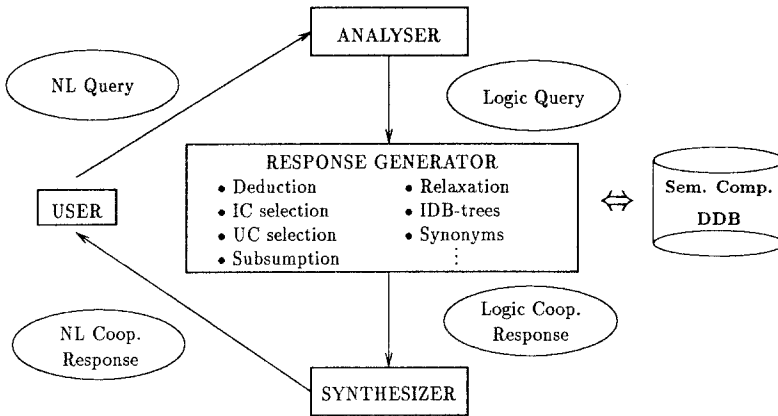 ANALYSER
NL Query
Logic Query
RESPONSE GENERATOR
• Deduction
• IC selection
• UC selection
• Subsumption
• Relaxation
• IDB-trees
• Synonyms
⋮
USER
⇔
Sem. Comp.
DDB
NL Coop.
Response
Logic Coop.
Response
SYNTHESIZER